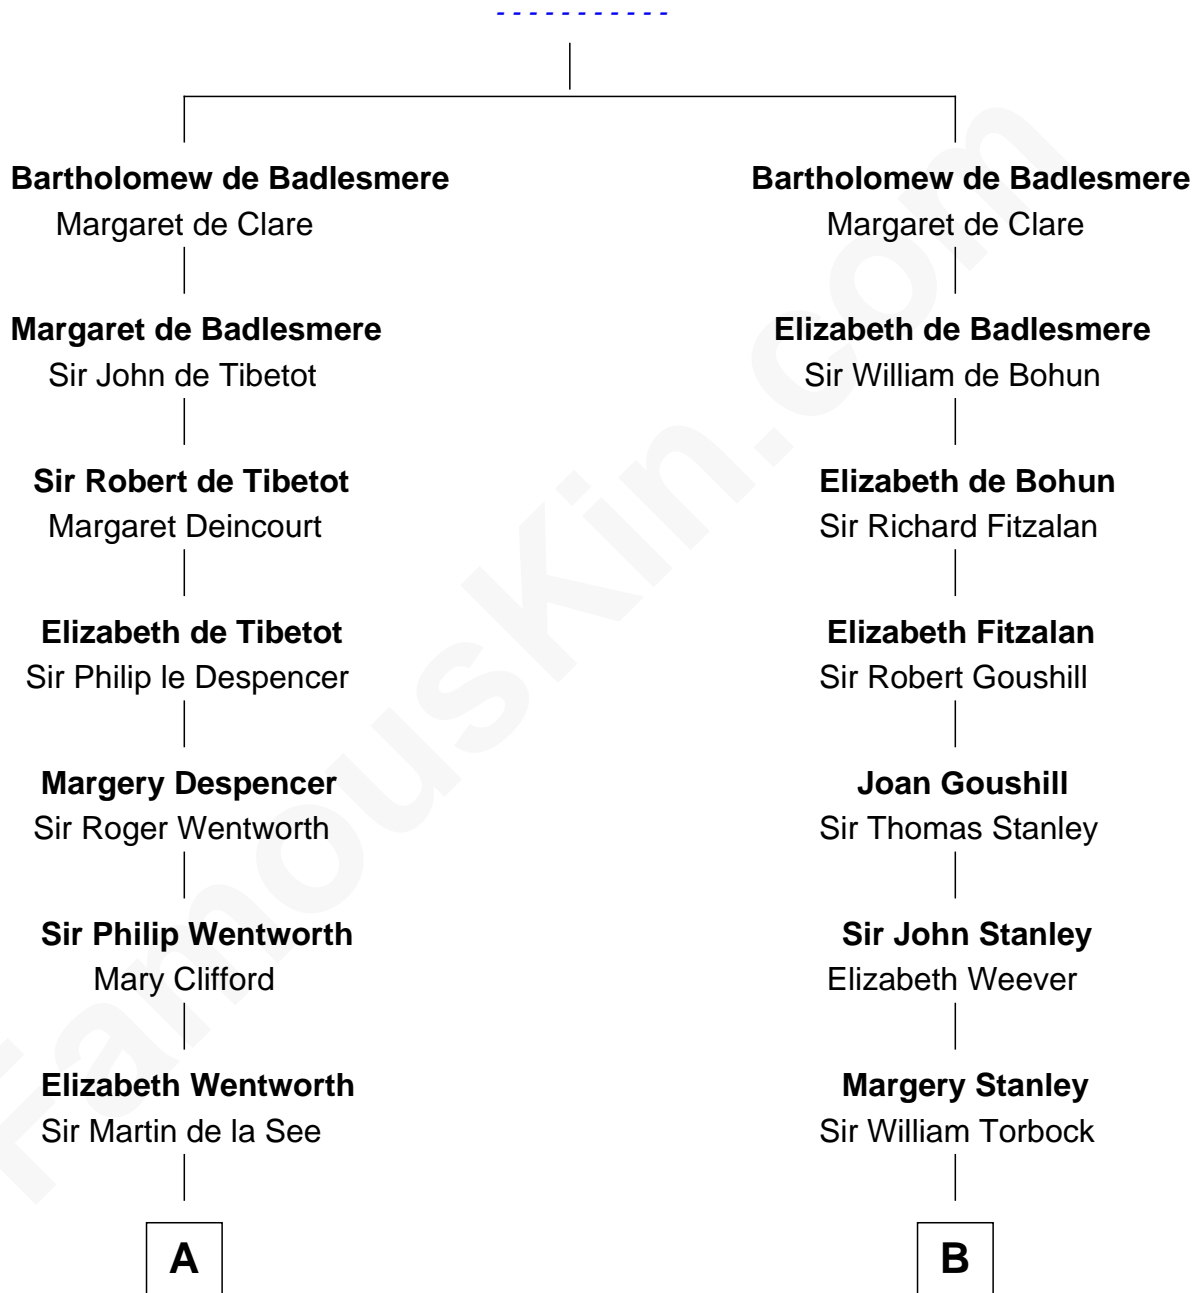 - - - - - - - - - - -
Bartholomew de Badlesmere
Margaret de Clare
Margaret de Badlesmere
Sir John de Tibetot
Sir Robert de Tibetot
Margaret Deincourt
Elizabeth de Tibetot
Sir Philip le Despencer
Margery Despencer
Sir Roger Wentworth
Sir Philip Wentworth
Mary Clifford
Elizabeth Wentworth
Sir Martin de la See
A
Bartholomew de Badlesmere
Margaret de Clare
Elizabeth de Badlesmere
Sir William de Bohun
Elizabeth de Bohun
Sir Richard Fitzalan
Elizabeth Fitzalan
Sir Robert Goushill
Joan Goushill
Sir Thomas Stanley
Sir John Stanley
Elizabeth Weever
Margery Stanley
Sir William Torbock
B
FamousKin.com